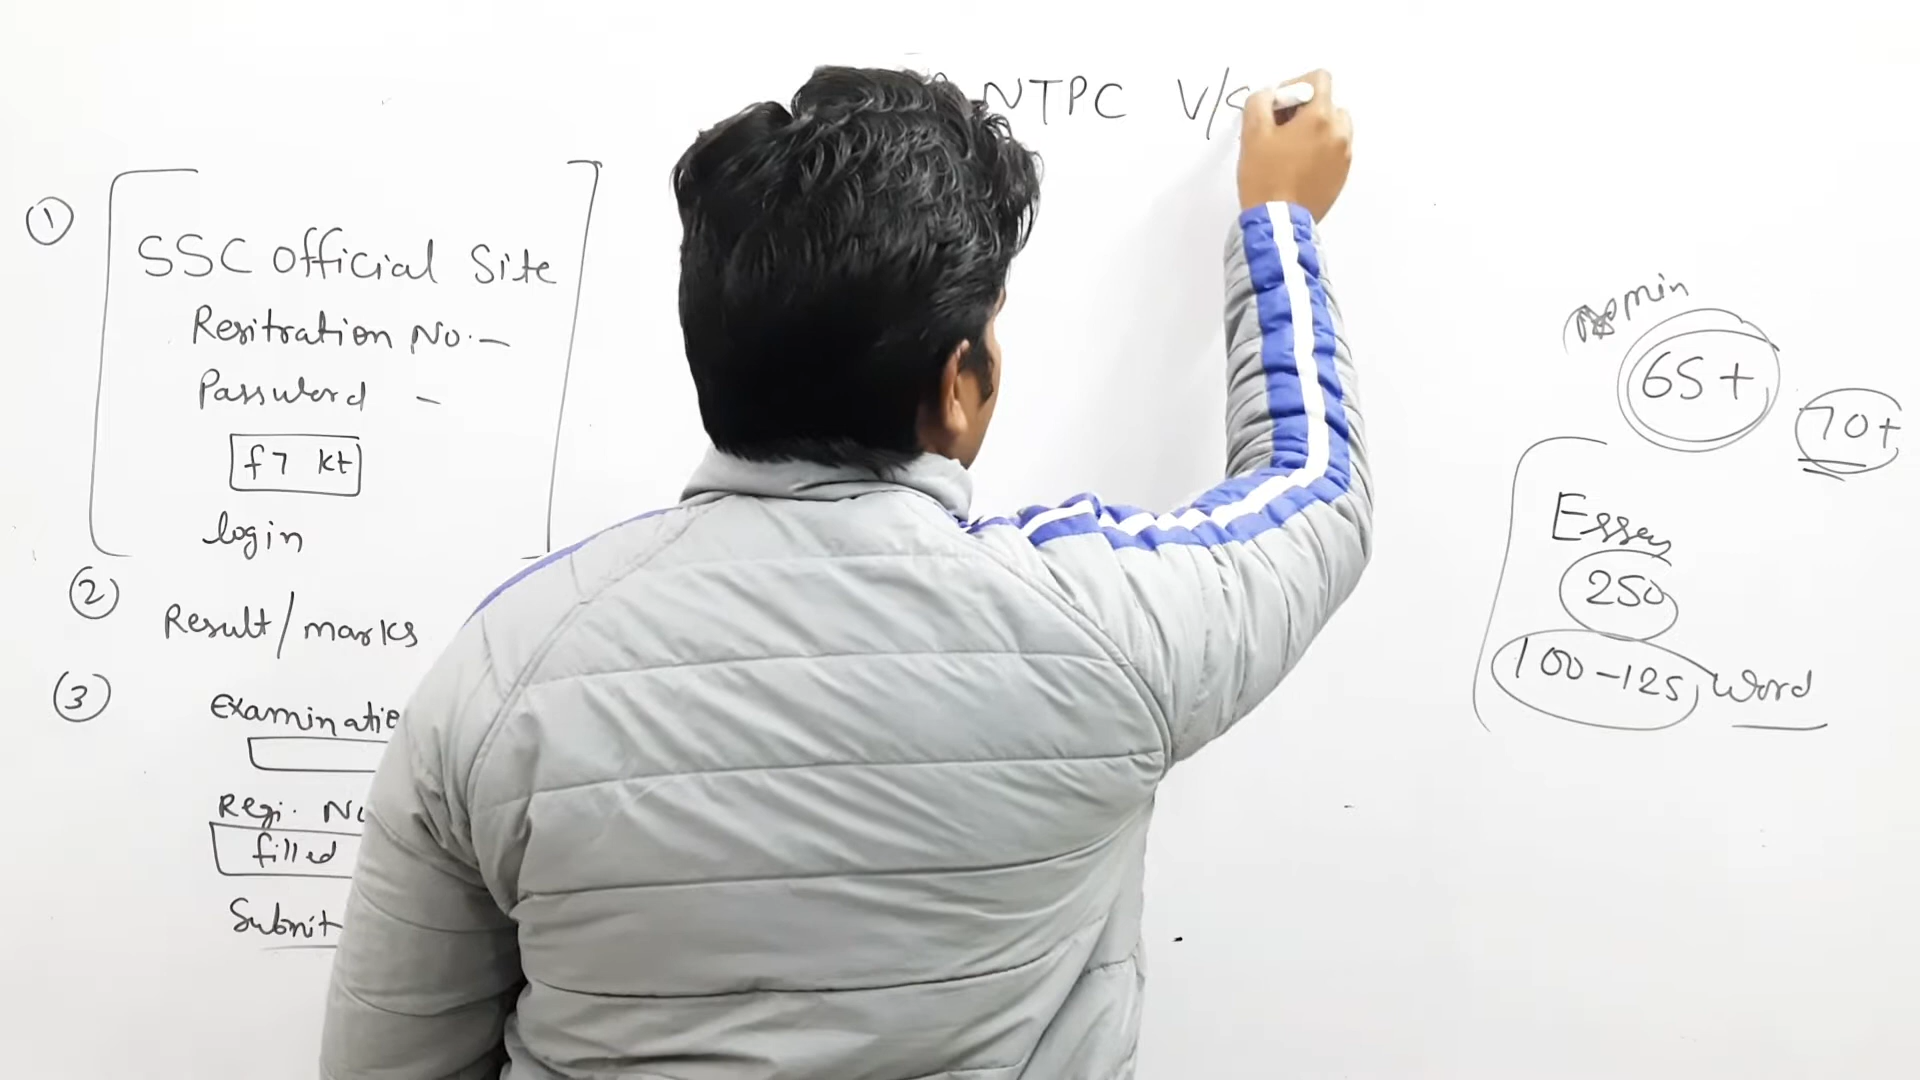 NTPC V/S
①
SSC Official Site
Resitration No. —
Password —
f7 kt
login
②
Result/marks
③
Examinatio
Regi. No
filled
Submit
min
65+
70+
Essay
250
100-125 word